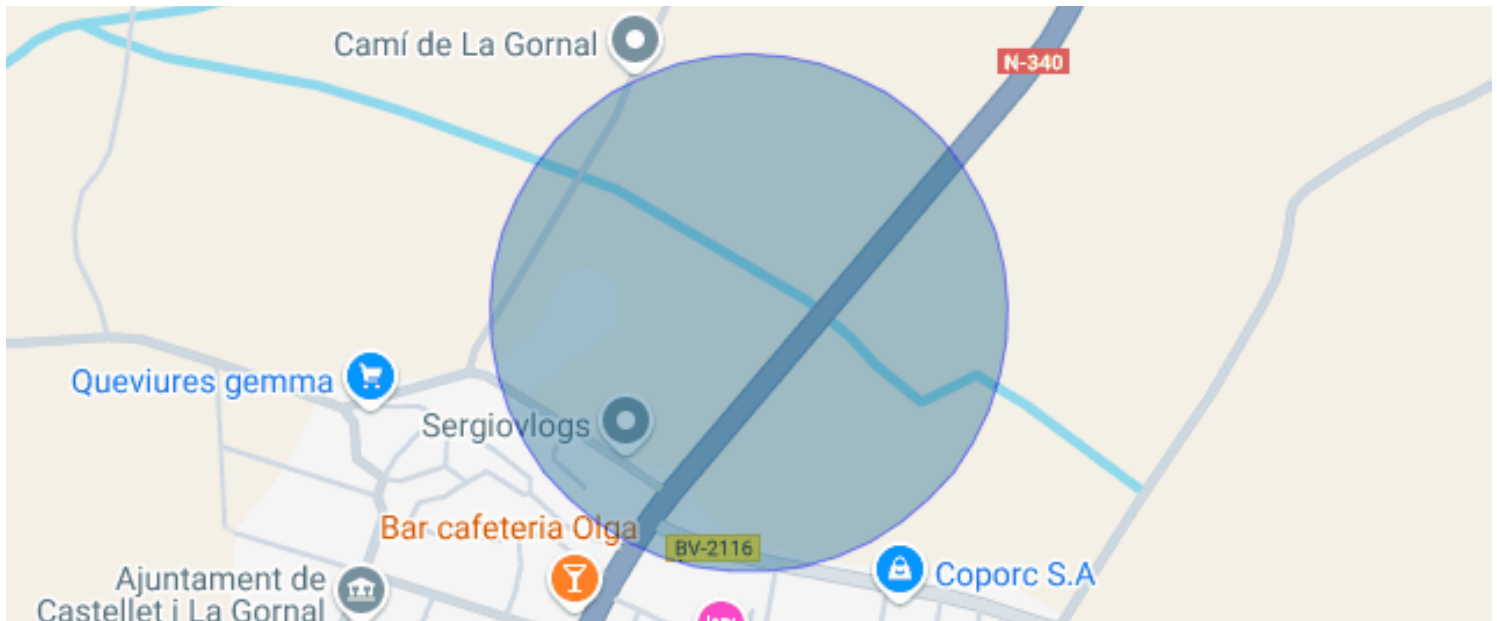 Camí de La Gornal
N-340
Queviures gemma
Sergiovlogs
Bar cafeteria Olga
BV-2116
Coporc S.A
Ajuntament de
Castellet i La Gornal